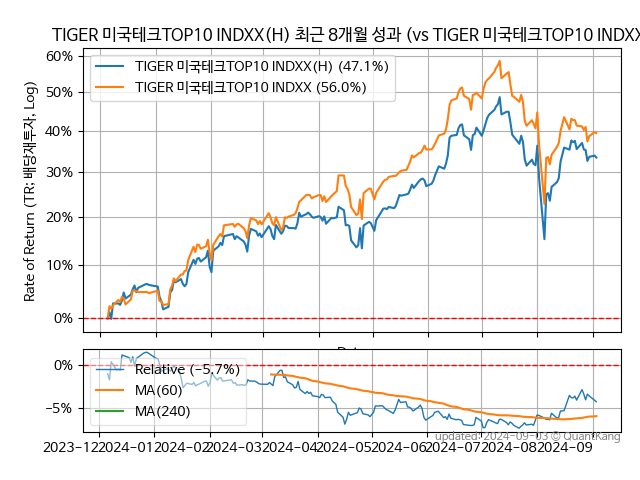 TIGER 미국테크TOP10 INDXX(H) 최근 8개월 성과 (vs TIGER 미국테크TOP10 INDXX
Rate of Return (TR: 배당재투자, Log)
60%
50%
40%
30%
20%
10%
0%
TIGER 미국테크TOP10 INDXX(H) (47.1%)
TIGER 미국테크TOP10 INDXX (56.0%)
0%
−5%
Relative (−5.7%)
MA(60)
MA(240)
updated: 2024-09-03 © QuantKang
2023-12 2024-01 2024-02 2024-03 2024-04 2024-05 2024-06 2024-07 2024-08 2024-09